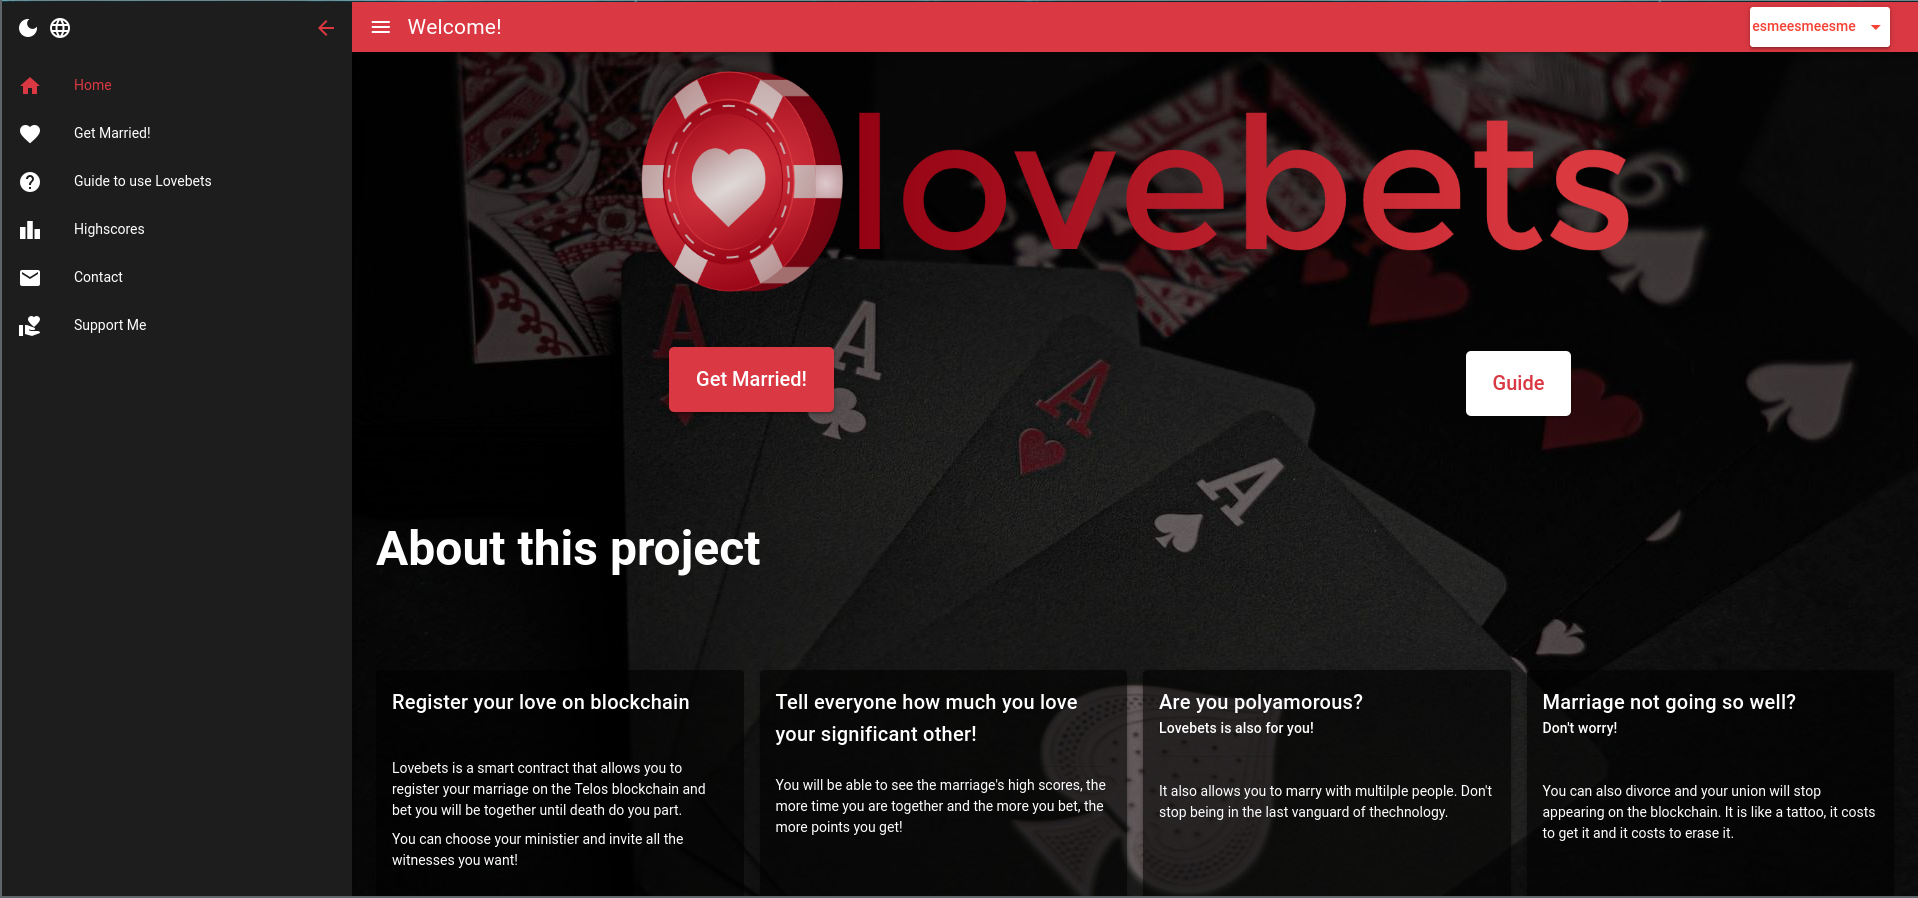 Welcome!
esmeesmeesme
Home
Get Married!
Guide to use Lovebets
Highscores
Contact
Support Me
lovebets
A
A
A
A
Get Married!
Guide
About this project
Register your love on blockchain
Lovebets is a smart contract that allows you to
register your marriage on the Telos blockchain and
bet you will be together until death do you part.
You can choose your ministier and invite all the
witnesses you want!
Tell everyone how much you love
your significant other!
You will be able to see the marriage's high scores, the
more time you are together and the more you bet, the
more points you get!
Are you polyamorous?
Lovebets is also for you!
It also allows you to marry with multilple people. Don't
stop being in the last vanguard of thechnology.
Marriage not going so well?
Don't worry!
You can also divorce and your union will stop
appearing on the blockchain. It is like a tattoo, it costs
to get it and it costs to erase it.